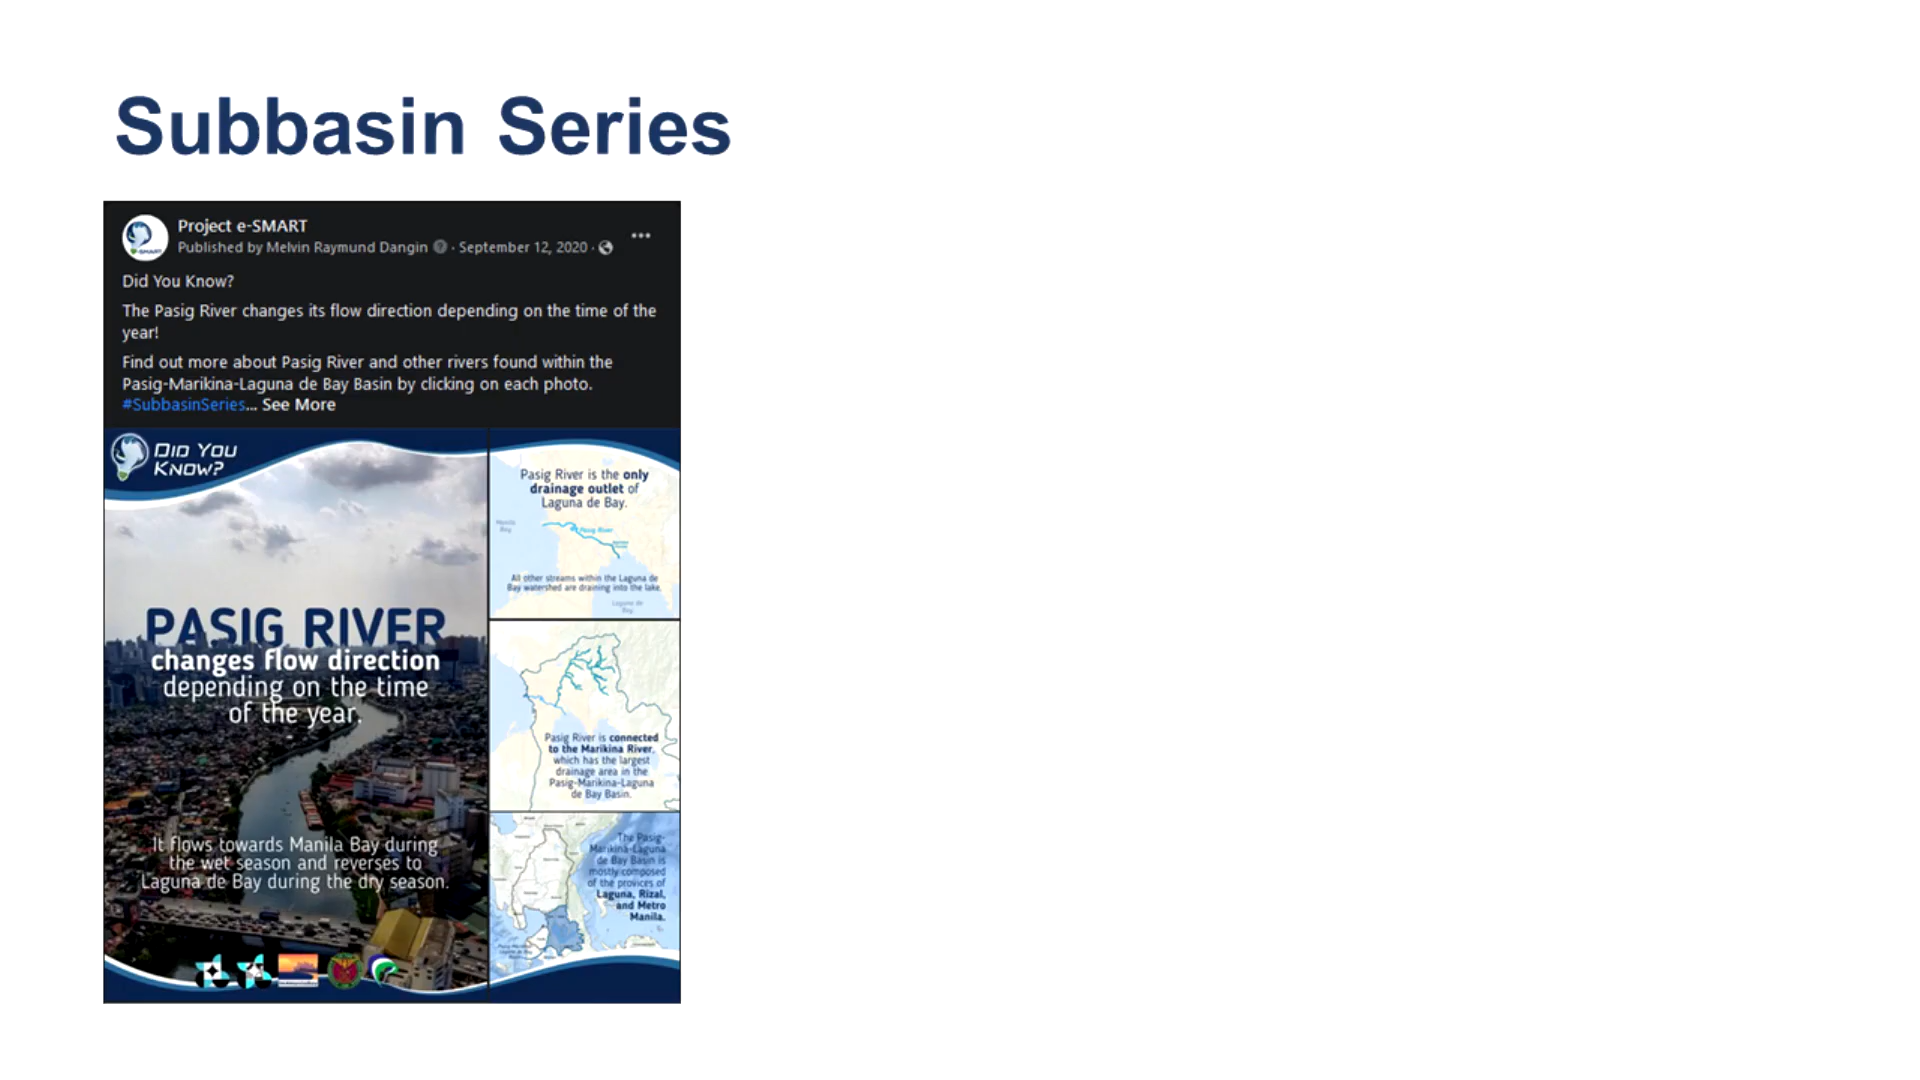 Subbasin Series
Project e-SMART
Published by Melvin Raymund Dangin · September 12, 2020 ·
Did You Know?
The Pasig River changes its flow direction depending on the time of the
year!
Find out more about Pasig River and other rivers found within the
Pasig-Marikina-Laguna de Bay Basin by clicking on each photo.
#SubbasinSeries... See More
DID YOU
KNOW?
PASIG RIVER
changes flow direction
depending on the time
of the year.
It flows towards Manila Bay during
the wet season and reverses to
Laguna de Bay during the dry season.
Pasig River is the only
drainage outlet of
Laguna de Bay.
Manila
Bay
Pasig River
All other streams within the Laguna de
Bay watershed are draining into the lake.
Laguna de
Bay
Pasig River is connected
to the Marikina River,
which has the largest
drainage area in the
Pasig-Marikina-Laguna
de Bay Basin.
The Pasig-
Marikina-Laguna
de Bay Basin is
mostly composed
of the provices of
Laguna, Rizal,
and Metro
Manila.